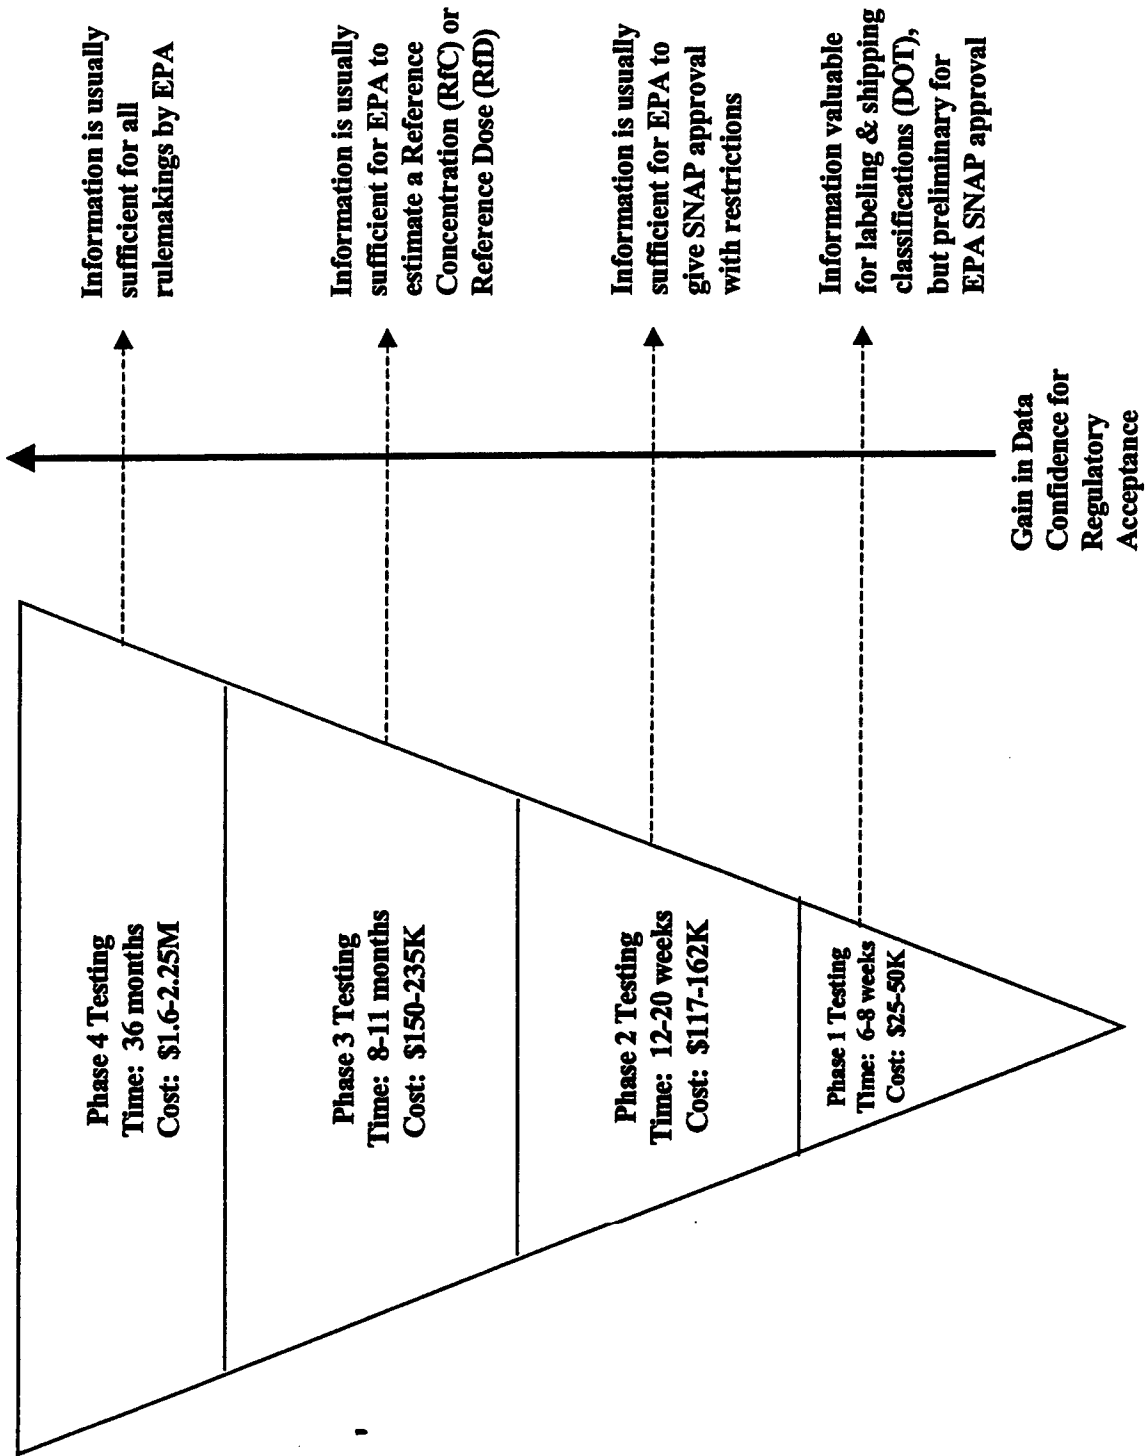 Phase 4 Testing
Time: 36 months
Cost: $1.6-2.25M
Information is usually
sufficient for all
rulemakings by EPA
Phase 3 Testing
Time: 8-11 months
Cost: $150-235K
Information is usually
sufficient for EPA to
estimate a Reference
Concentration (RfC) or
Reference Dose (RfD)
Phase 2 Testing
Time: 12-20 weeks
Cost: $117-162K
Information is usually
sufficient for EPA to
give SNAP approval
with restrictions
Phase 1 Testing
Time: 6-8 weeks
Cost: $25-50K
Information valuable
for labeling & shipping
classifications (DOT),
but preliminary for
EPA SNAP approval
Gain in Data
Confidence for
Regulatory
Acceptance